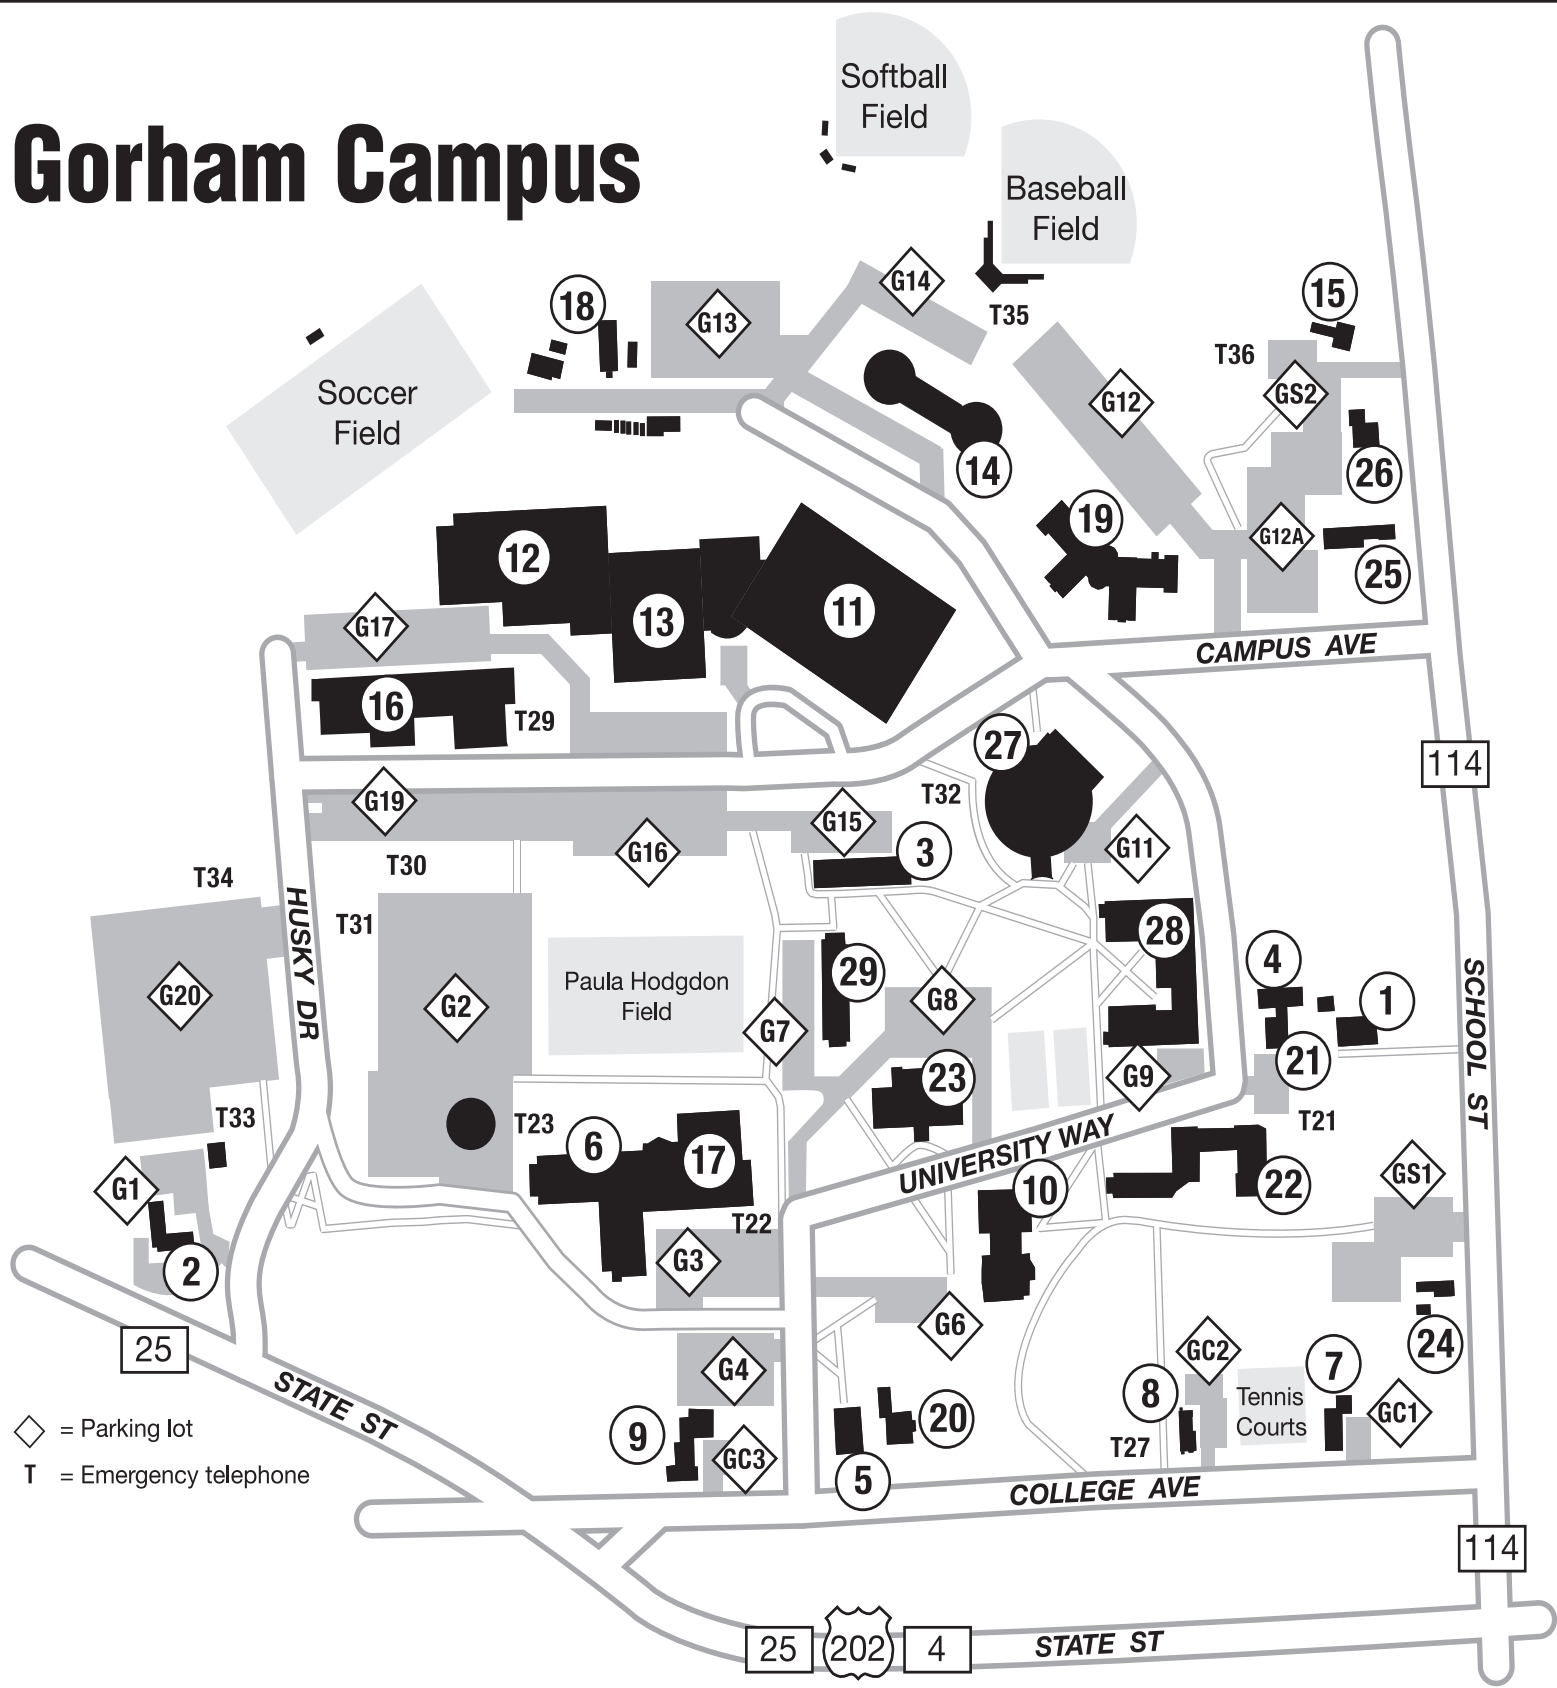 Softball
Field
Gorham Campus
Baseball
Field
G14
18
G13
T35
15
T36
Soccer
Field
G12
GS2
14
26
19
12
G12A
25
13
11
G17
CAMPUS AVE
16
T29
27
114
T32
G19
G15
G16
3
G11
T30
T34
HUSKY DR
T31
28
4
29
Paula Hodgdon
Field
G20
G2
G7
G8
1
SCHOOL ST
21
23
G9
T33
T23
T21
6
17
UNIVERSITY WAY
G1
10
22
GS1
T22
2
G3
G6
25
24
GC2
7
G4
STATE ST
8
Tennis
Courts
GC1
20
9
T27
GC3
= Parking lot
T = Emergency telephone
5
COLLEGE AVE
114
25
202
4
STATE ST